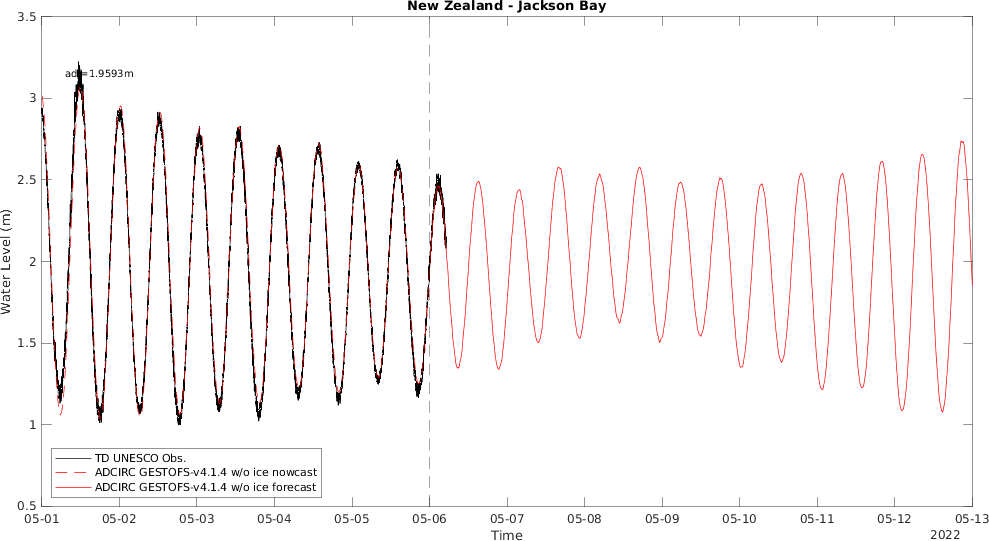 New Zealand - Jackson Bay
3.5
3
2.5
2
1.5
1
0.5
Water Level (m)
adj=1.9593m
TD UNESCO Obs.
ADCIRC GESTOFS-v4.1.4 w/o ice nowcast
ADCIRC GESTOFS-v4.1.4 w/o ice forecast
05-01 05-02 05-03 05-04 05-05 05-06 05-07 05-08 05-09 05-10 05-11 05-12 05-13
Time
2022